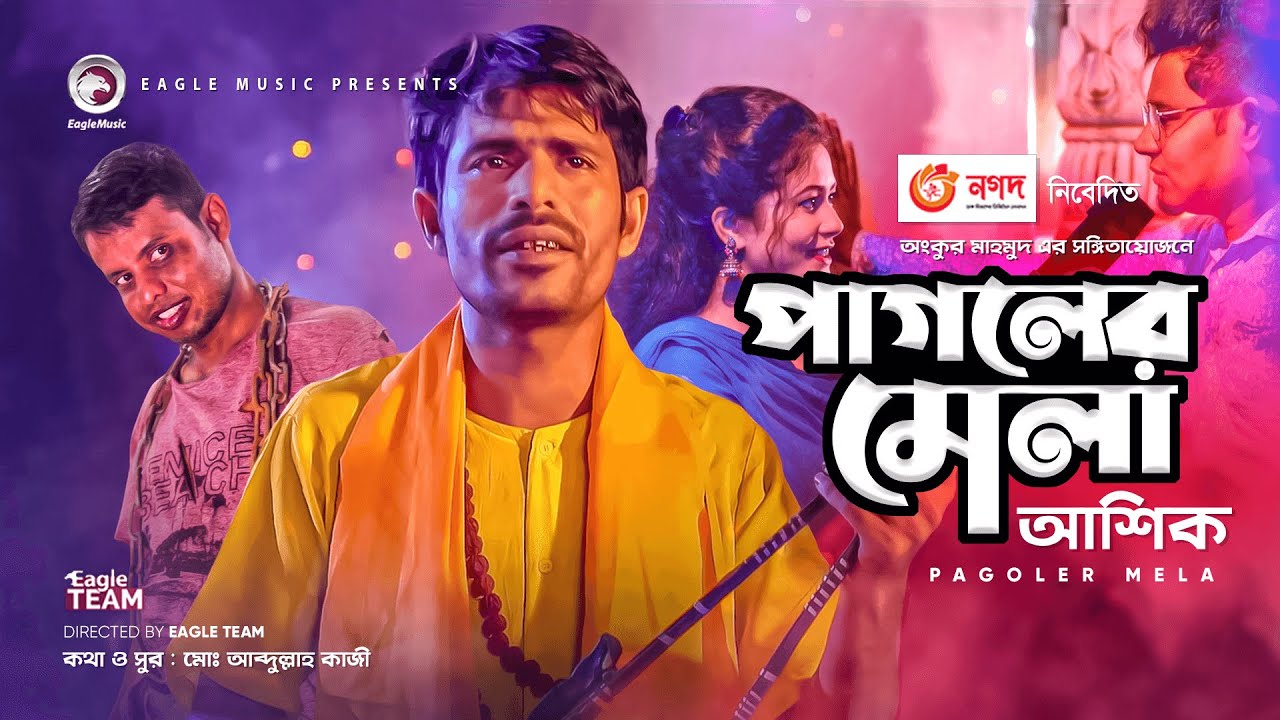 EAGLE MUSIC PRESENTS
EagleMusic
নগদ
নিবেদিত
অংকুর মাহমুদ এর সঙ্গিতায়োজনে
পাগলের
মেলা
আশিক
PAGOLER MELA
Eagle
TEAM
DIRECTED BY EAGLE TEAM
কথা ও সুর : মোঃ আব্দুল্লাহ কাজী